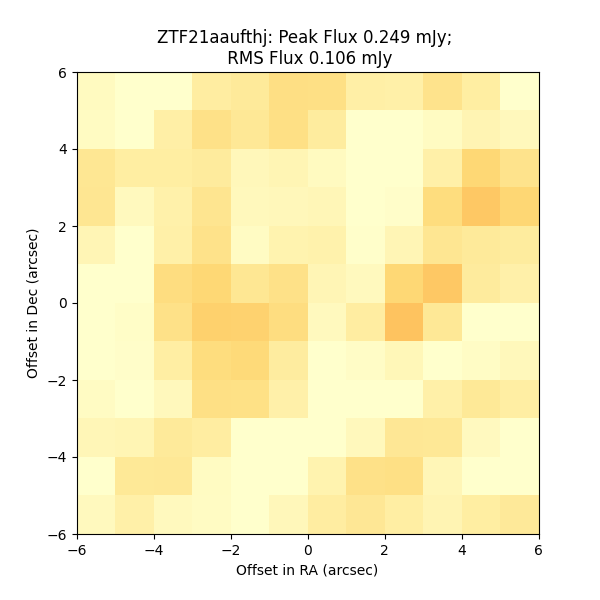 ZTF21aaufthj: Peak Flux 0.249 mJy;
RMS Flux 0.106 mJy
6
4
2
0
−2
−4
−6
Offset in Dec (arcsec)
−6 −4 −2 0 2 4 6
Offset in RA (arcsec)